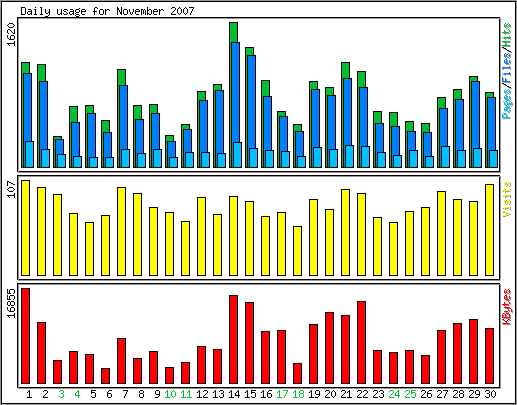 Daily usage for November 2007
1620
Pages/Files/Hits
107
Visits
16855
KBytes
1 2 3 4 5 6 7 8 9 10 11 12 13 14 15 16 17 18 19 20 21 22 23 24 25 26 27 28 29 30